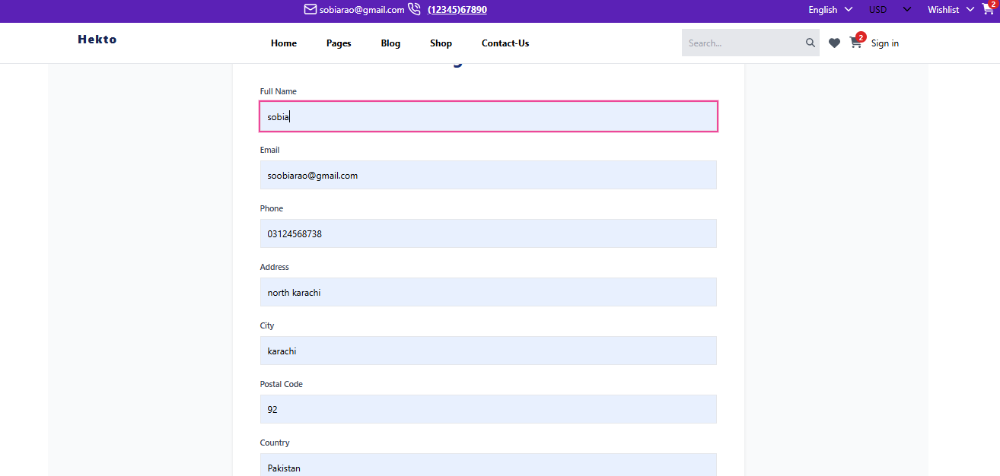 sobiarao@gmail.com (12345)67890 English USD Wishlist 2
Hekto Home Pages Blog Shop Contact-Us Search... 2 Sign in
Full Name
sobia
Email
soobiarao@gmail.com
Phone
03124568738
Address
north karachi
City
karachi
Postal Code
92
Country
Pakistan